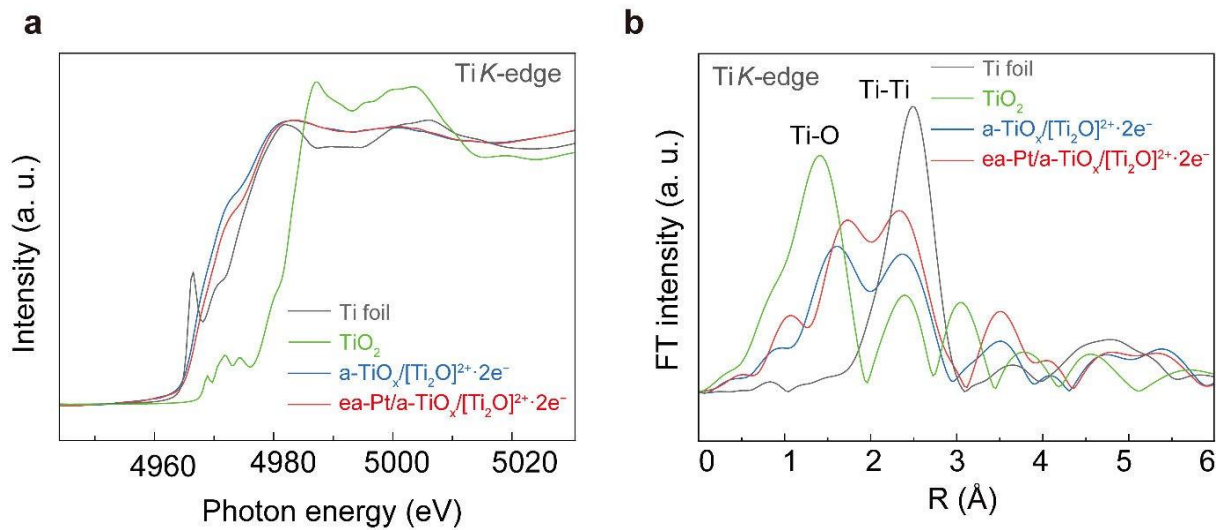 a
Ti K-edge
Intensity (a. u.)
Ti foil
TiO₂
a-TiOₓ/[Ti₂O]²⁺·2e⁻
ea-Pt/a-TiOₓ/[Ti₂O]²⁺·2e⁻
4960 4980 5000 5020
Photon energy (eV)
b
Ti K-edge
Ti-Ti
Ti-O
Ti foil
TiO₂
a-TiOₓ/[Ti₂O]²⁺·2e⁻
ea-Pt/a-TiOₓ/[Ti₂O]²⁺·2e⁻
FT intensity (a. u.)
0 1 2 3 4 5 6
R (Å)